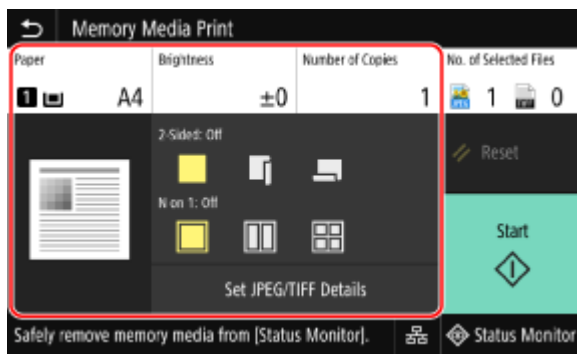 Memory Media Print
Paper
Brightness
Number of Copies
No. of Selected Files
1 A4
±0
1
JPEG 1
TIFF 0
2-Sided: Off
Reset
N on 1: Off
Start
Set JPEG/TIFF Details
Safely remove memory media from [Status Monitor].
Status Monitor